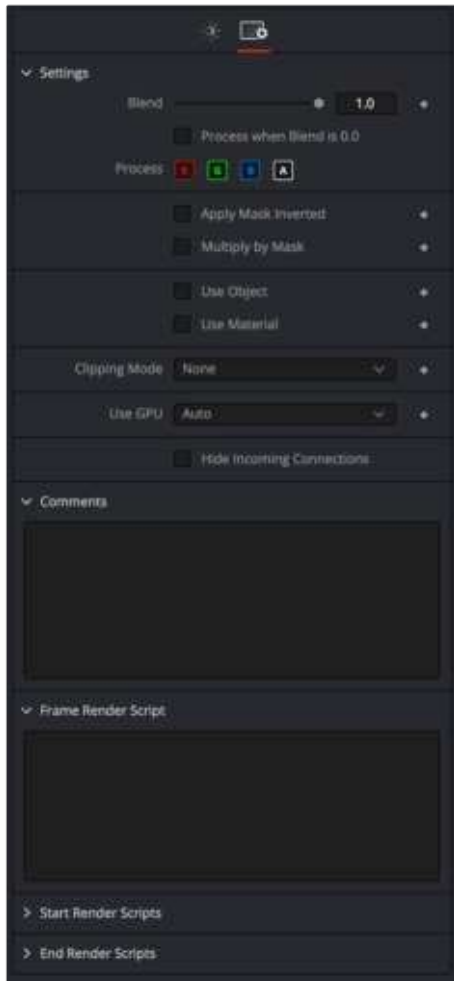 Settings
Blend 1.0
Process when Blend is 0.0
Process R G B A
Apply Mask Inverted
Multiply by Mask
Use Object
Use Material
Clipping Mode None
Use GPU Auto
Hide Incoming Connections
Comments
Frame Render Script
Start Render Scripts
End Render Scripts